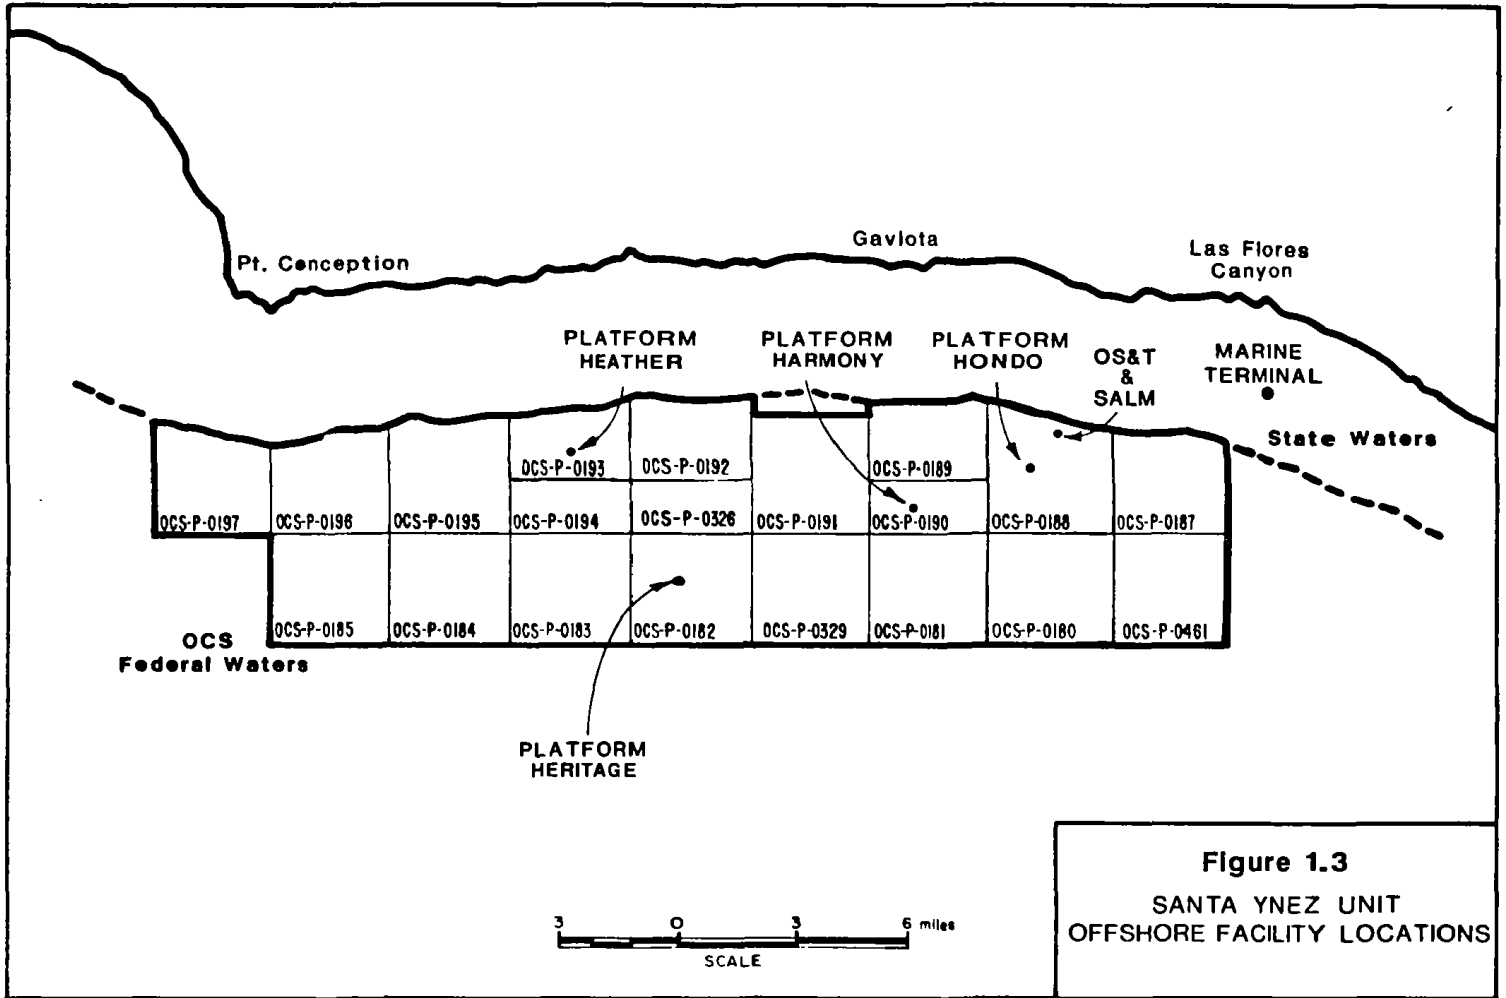 Gaviota
Pt. Conception
Las Flores
Canyon
PLATFORM
HEATHER
PLATFORM
HARMONY
PLATFORM
HONDO
OS&T
&
SALM
MARINE
TERMINAL
State Waters
OCS-P-0193
OCS-P-0192
OCS-P-0189
OCS-P-0197
OCS-P-0196
OCS-P-0195
OCS-P-0194
OCS-P-0326
OCS-P-0191
OCS-P-0190
OCS-P-0188
OCS-P-0187
OCS-P-0185
OCS-P-0184
OCS-P-0183
OCS-P-0182
OCS-P-0329
OCS-P-0181
OCS-P-0180
OCS-P-0461
OCS
Federal Waters
PLATFORM
HERITAGE
3 0 3 6 miles
SCALE
Figure 1.3
SANTA YNEZ UNIT
OFFSHORE FACILITY LOCATIONS